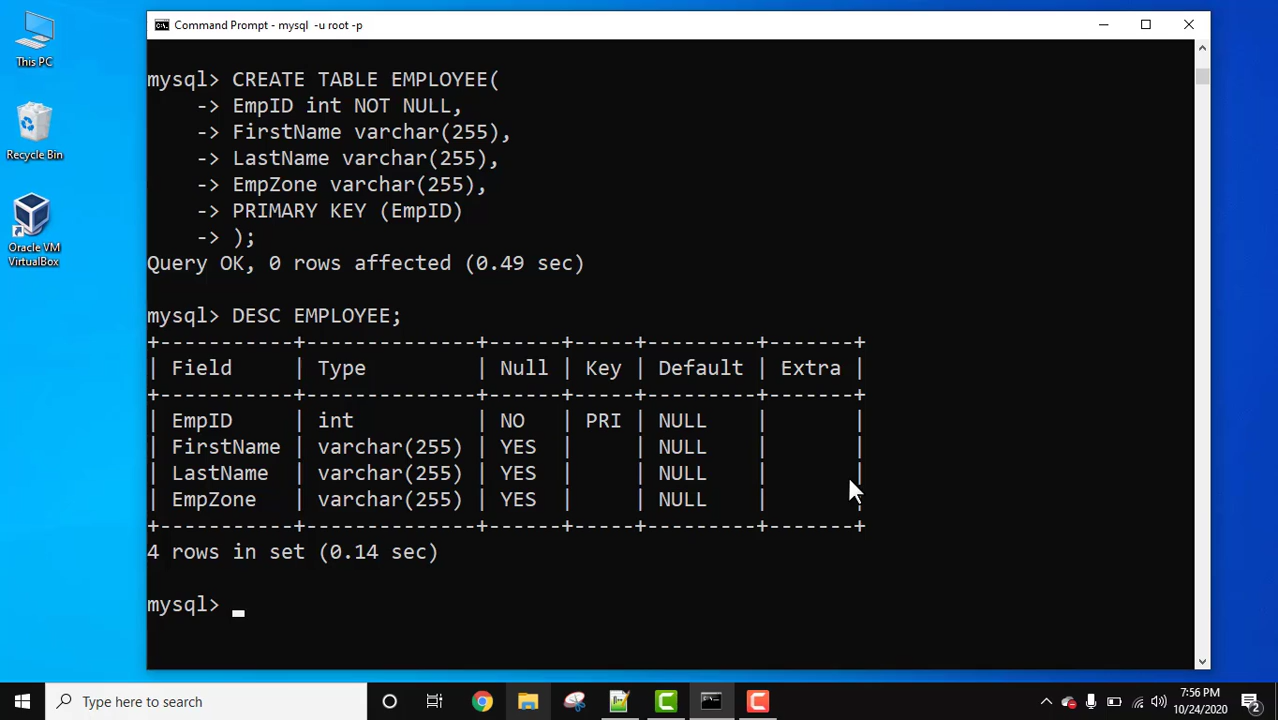 This PC
Recycle Bin
Oracle VM
VirtualBox
Command Prompt - mysql  -u root -p
mysql> CREATE TABLE EMPLOYEE(
    -> EmpID int NOT NULL,
    -> FirstName varchar(255),
    -> LastName varchar(255),
    -> EmpZone varchar(255),
    -> PRIMARY KEY (EmpID)
    -> );
Query OK, 0 rows affected (0.49 sec)
mysql> DESC EMPLOYEE;
+-----------+--------------+------+-----+---------+-------+
| Field     | Type         | Null | Key | Default | Extra |
+-----------+--------------+------+-----+---------+-------+
| EmpID     | int          | NO   | PRI | NULL    |       |
| FirstName | varchar(255) | YES  |     | NULL    |       |
| LastName  | varchar(255) | YES  |     | NULL    |       |
| EmpZone   | varchar(255) | YES  |     | NULL    |       |
+-----------+--------------+------+-----+---------+-------+
4 rows in set (0.14 sec)
mysql>
Type here to search
7:56 PM
10/24/2020
2